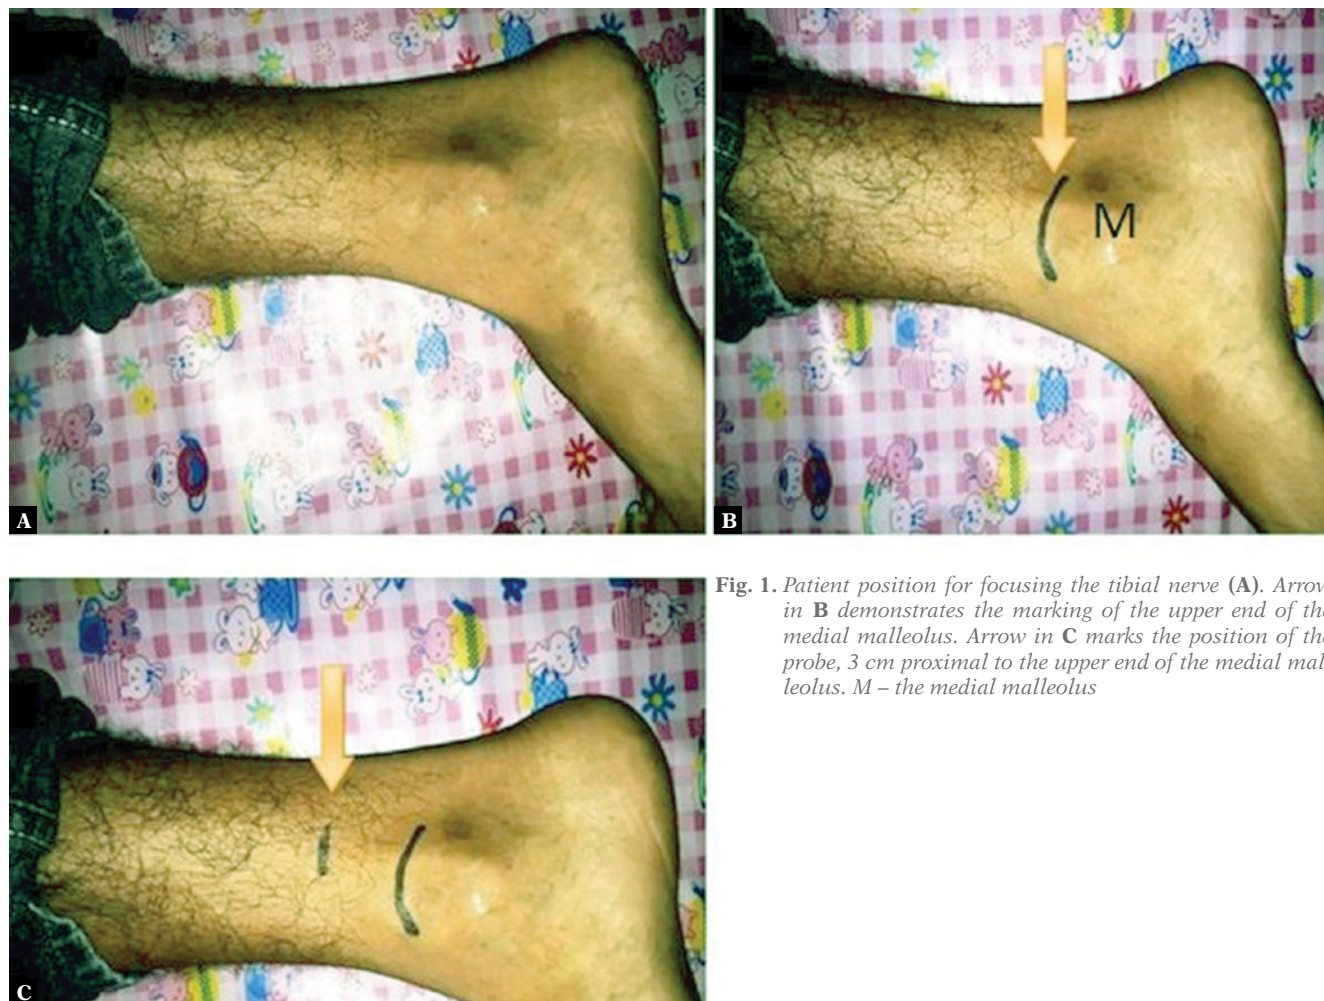 A
B
M
C
Fig. 1. Patient position for focusing the tibial nerve (A). Arrow
in B demonstrates the marking of the upper end of the
medial malleolus. Arrow in C marks the position of the
probe, 3 cm proximal to the upper end of the medial mal
leolus. M – the medial malleolus